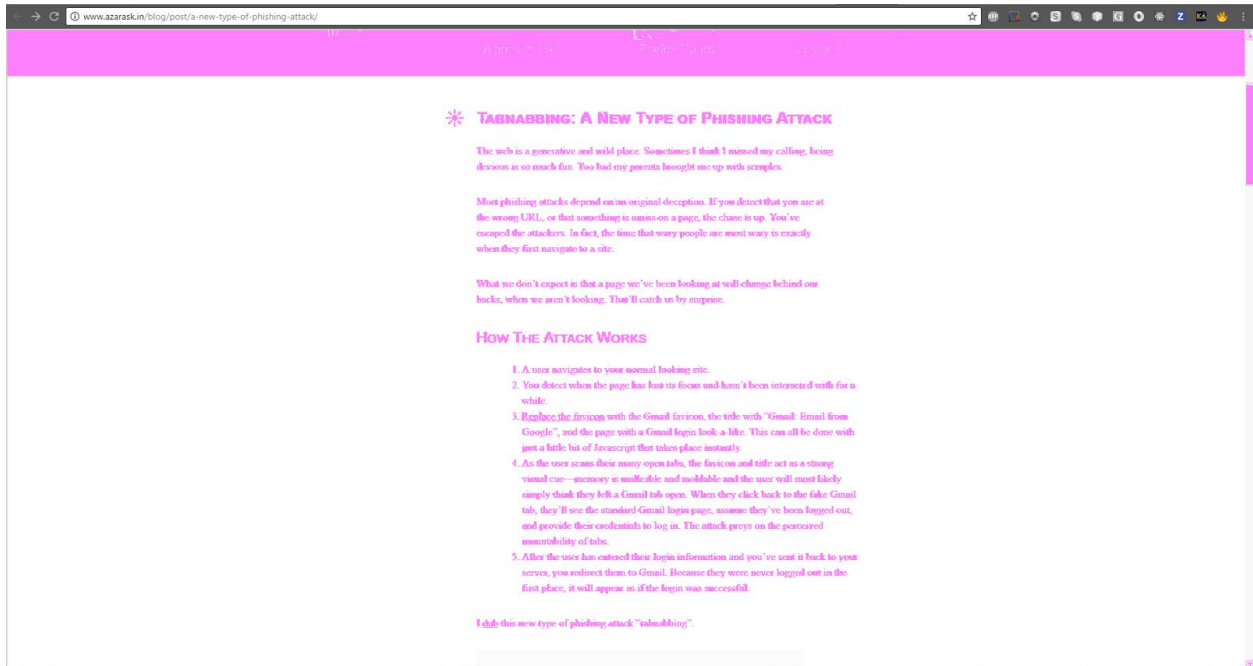 www.azarask.in/blog/post/a-new-type-of-phishing-attack/
TABNABBING: A NEW TYPE OF PHISHING ATTACK
The web is a generative and wild place. Sometimes I think I missed my calling; being
devious is so much fun. Too bad my parents brought me up with scruples.
Most phishing attacks depend on an original deception. If you detect that you are at
the wrong URL, or that something is amiss on a page, the chase is up. You’ve
escaped the attackers. In fact, the time that wary people are most wary is exactly
when they first navigate to a site.
What we don’t expect is that a page we’ve been looking at will change behind our
backs, when we aren’t looking. That’ll catch us by surprise.
HOW THE ATTACK WORKS
1. A user navigates to your normal looking site.
2. You detect when the page has lost its focus and hasn’t been interacted with for a
while.
3. Replace the favicon with the Gmail favicon, the title with “Gmail: Email from
Google”, and the page with a Gmail login look-a-like. This can all be done with
just a little bit of Javascript that takes place instantly.
4. As the user scans their many open tabs, the favicon and title act as a strong
visual cue—memory is malleable and moldable and the user will most likely
simply think they left a Gmail tab open. When they click back to the fake Gmail
tab, they’ll see the standard Gmail login page, assume they’ve been logged out,
and provide their credentials to log in. The attack preys on the perceived
immutability of tabs.
5. After the user has entered their login information and you’ve sent it back to your
server, you redirect them to Gmail. Because they were never logged out in the
first place, it will appear as if the login was successful.
I dub this new type of phishing attack “tabnabbing”.